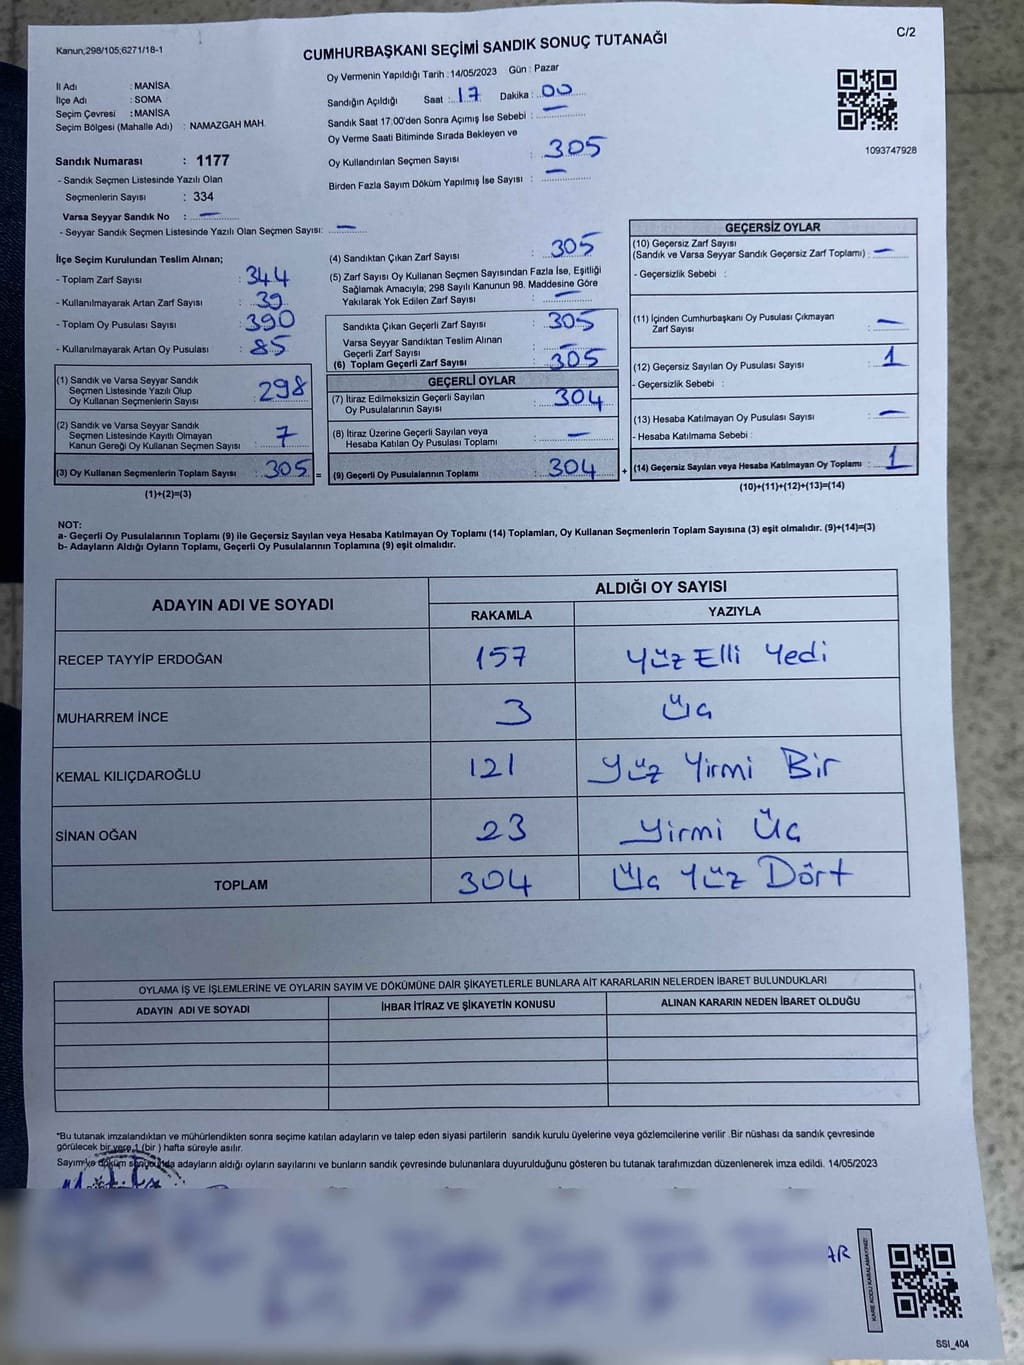 Kanun;298/105;6271/18-1
C/2
CUMHURBAŞKANI SEÇİMİ SANDIK SONUÇ TUTANAĞI
İl Adı : MANİSA
İlçe Adı : SOMA
Seçim Çevresi : MANİSA
Seçim Bölgesi (Mahalle Adı) : NAMAZGAH MAH.
Oy Vermenin Yapıldığı Tarih :14/05/2023 Gün : Pazar
Sandığın Açıldığı Saat : 17 Dakika : 00
Sandık Saat 17:00'den Sonra Açımış İse Sebebi : —
Oy Verme Saati Bitiminde Sırada Bekleyen ve
Oy Kullandırılan Seçmen Sayısı : 305
Birden Fazla Sayım Döküm Yapılmış İse Sayısı : —
1093747928
Sandık Numarası : 1177
- Sandık Seçmen Listesinde Yazılı Olan
Seçmenlerin Sayısı : 334
Varsa Seyyar Sandık No : —
- Seyyar Sandık Seçmen Listesinde Yazılı Olan Seçmen Sayısı: —
İlçe Seçim Kurulundan Teslim Alınan;
- Toplam Zarf Sayısı : 344
- Kullanılmayarak Artan Zarf Sayısı : 39
- Toplam Oy Pusulası Sayısı : 390
- Kullanılmayarak Artan Oy Pusulası : 85
(1) Sandık ve Varsa Seyyar Sandık
Seçmen Listesinde Yazılı Olup
Oy Kullanan Seçmenlerin Sayısı : 298
(2) Sandık ve Varsa Seyyar Sandık
Seçmen Listesinde Kayıtlı Olmayan
Kanun Gereği Oy Kullanan Seçmen Sayısı : 7
(3) Oy Kullanan Seçmenlerin Toplam Sayısı : 305 =
(1)+(2)=(3)
(4) Sandıktan Çıkan Zarf Sayısı : 305
(5) Zarf Sayısı Oy Kullanan Seçmen Sayısından Fazla İse, Eşitliği
Sağlamak Amacıyla; 298 Sayılı Kanunun 98. Maddesine Göre
Yakılarak Yok Edilen Zarf Sayısı : —
Sandıkta Çıkan Geçerli Zarf Sayısı : 305
Varsa Seyyar Sandıktan Teslim Alınan
Geçerli Zarf Sayısı : —
(6) Toplam Geçerli Zarf Sayısı : 305
GEÇERLİ OYLAR
(7) İtiraz Edilmeksizin Geçerli Sayılan
Oy Pusulalarının Sayısı : 304
(8) İtiraz Üzerine Geçerli Sayılan veya
Hesaba Katılan Oy Pusulası Toplamı : —
(9) Geçerli Oy Pusulalarının Toplamı : 304 +
GEÇERSİZ OYLAR
(10) Geçersiz Zarf Sayısı
(Sandık ve Varsa Seyyar Sandık Geçersiz Zarf Toplamı) : —
- Geçersizlik Sebebi :
(11) İçinden Cumhurbaşkanı Oy Pusulası Çıkmayan
Zarf Sayısı : —
(12) Geçersiz Sayılan Oy Pusulası Sayısı : 1
- Geçersizlik Sebebi :
(13) Hesaba Katılmayan Oy Pusulası Sayısı : —
- Hesaba Katılmama Sebebi :
(14) Geçersiz Sayılan veya Hesaba Katılmayan Oy Toplamı : 1
(10)+(11)+(12)+(13)=(14)
NOT:
a- Geçerli Oy Pusulalarının Toplamı (9) ile Geçersiz Sayılan veya Hesaba Katılmayan Oy Toplamı (14) Toplamları, Oy Kullanan Seçmenlerin Toplam Sayısına (3) eşit olmalıdır. (9)+(14)=(3)
b- Adayların Aldığı Oyların Toplamı, Geçerli Oy Pusulalarının Toplamına (9) eşit olmalıdır.
ADAYIN ADI VE SOYADI ALDIĞI OY SAYISI
RAKAMLA YAZIYLA
RECEP TAYYİP ERDOĞAN 157 Yüz Elli Yedi
MUHARREM İNCE 3 Üç
KEMAL KILIÇDAROĞLU 121 Yüz Yirmi Bir
SİNAN OĞAN 23 Yirmi Üç
TOPLAM 304 Üç Yüz Dört
OYLAMA İŞ VE İŞLEMLERİNE VE OYLARIN SAYIM VE DÖKÜMÜNE DAİR ŞİKAYETLERLE BUNLARA AİT KARARLARIN NELERDEN İBARET BULUNDUKLARI
ADAYIN ADI VE SOYADI İHBAR İTİRAZ VE ŞİKAYETİN KONUSU ALINAN KARARIN NEDEN İBARET OLDUĞU
*Bu tutanak imzalandıktan ve mühürlendikten sonra seçime katılan adayların ve talep eden siyasi partilerin sandık kurulu üyelerine veya gözlemcilerine verilir .Bir nüshası da sandık çevresinde
görülecek bir yere 1 (bir ) hafta süreyle asılır.
Sayım ve döküm sonucunda adayların aldığı oyların sayılarını ve bunların sandık çevresinde bulunanlara duyurulduğunu gösteren bu tutanak tarafımızdan düzenlenerek imza edildi. 14/05/2023
AR
KARE KODU KARALAMAYINIZ!
SSI_404